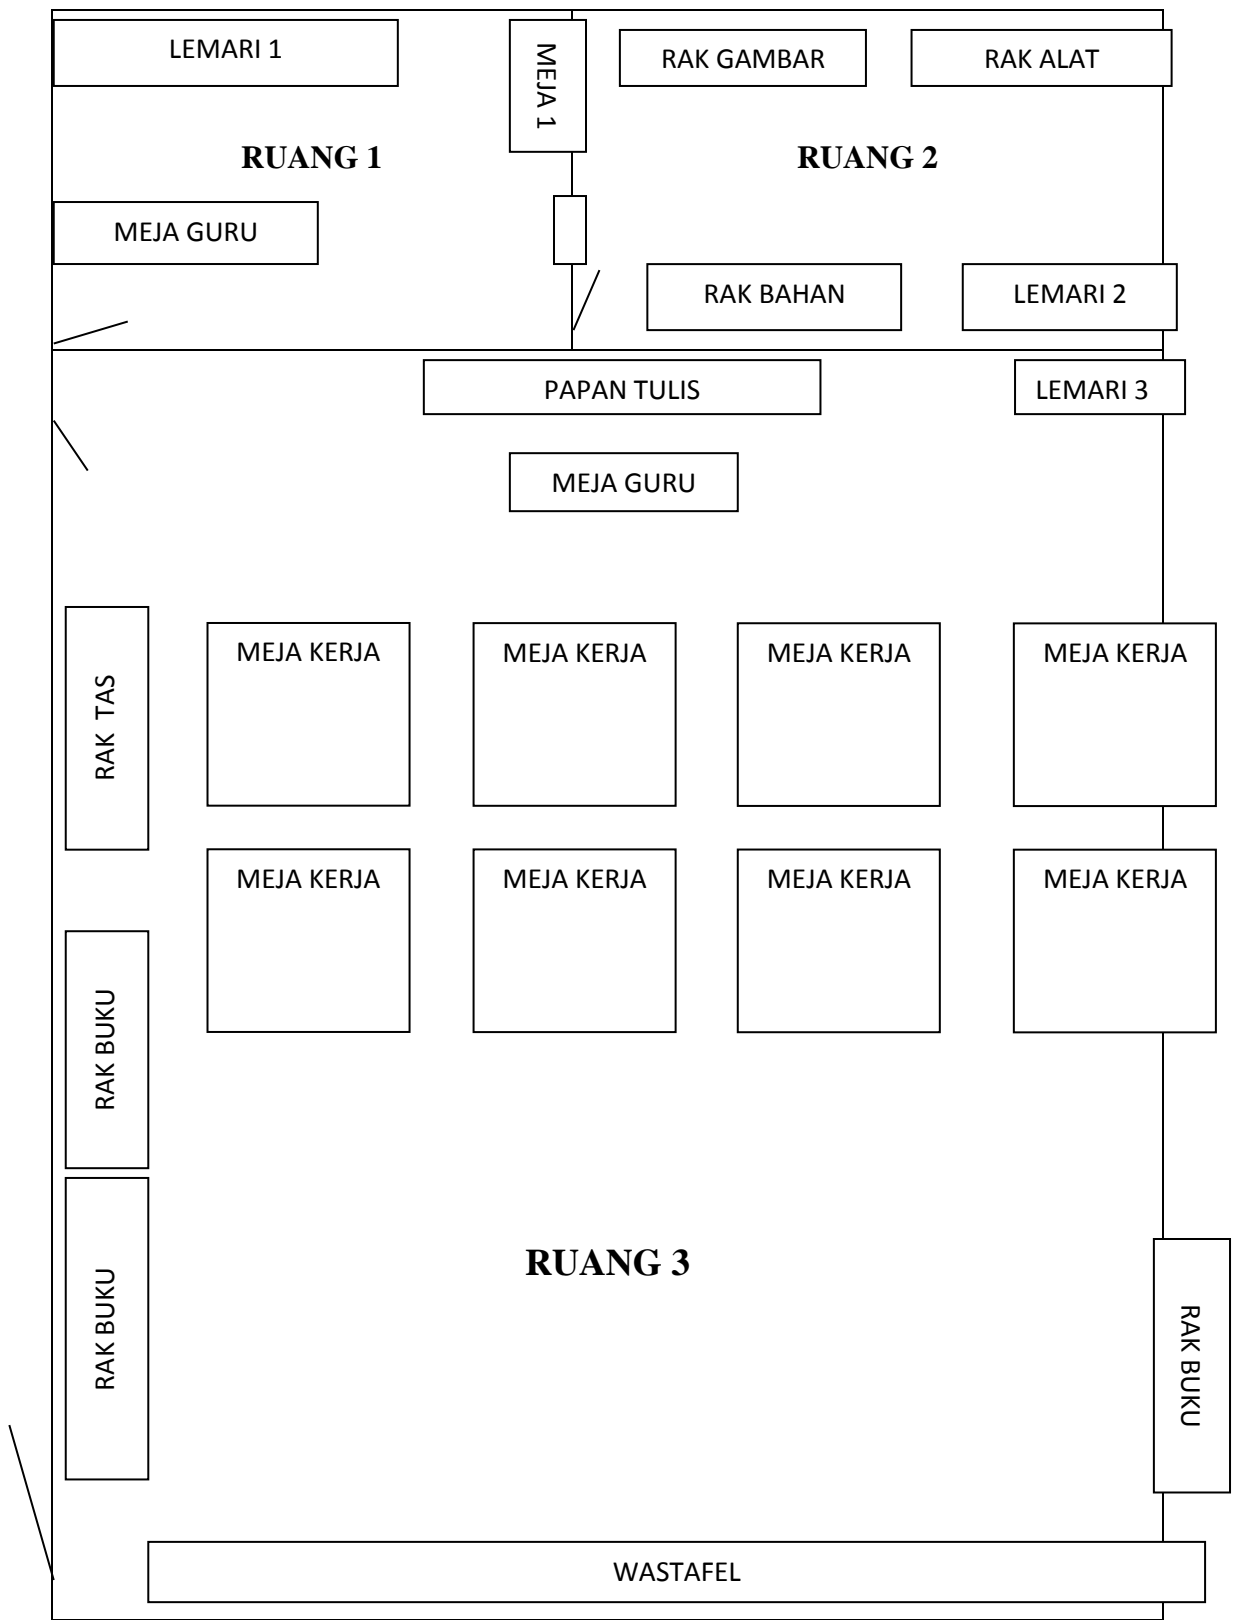 LEMARI 1
MEJA 1
RAK GAMBAR
RAK ALAT
RUANG 1
RUANG 2
MEJA GURU
RAK BAHAN
LEMARI 2
PAPAN TULIS
LEMARI 3
MEJA GURU
RAK TAS
MEJA KERJA
MEJA KERJA
MEJA KERJA
MEJA KERJA
MEJA KERJA
MEJA KERJA
MEJA KERJA
MEJA KERJA
RAK BUKU
RAK BUKU
RUANG 3
RAK BUKU
WASTAFEL